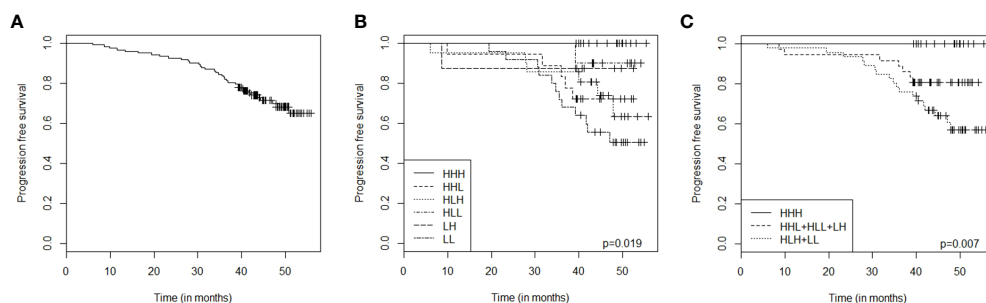 A
Progression free survival
1.0
0.8
0.6
0.4
0.2
0.0
0 10 20 30 40 50
Time (in months)
B
Progression free survival
1.0
0.8
0.6
0.4
0.2
0.0
HHH
HHL
HLH
HLL
LH
LL
p=0.019
0 10 20 30 40 50
Time (in months)
C
Progression free survival
1.0
0.8
0.6
0.4
0.2
0.0
HHH
HHL+HLL+LH
HLH+LL
p=0.007
0 10 20 30 40 50
Time (in months)